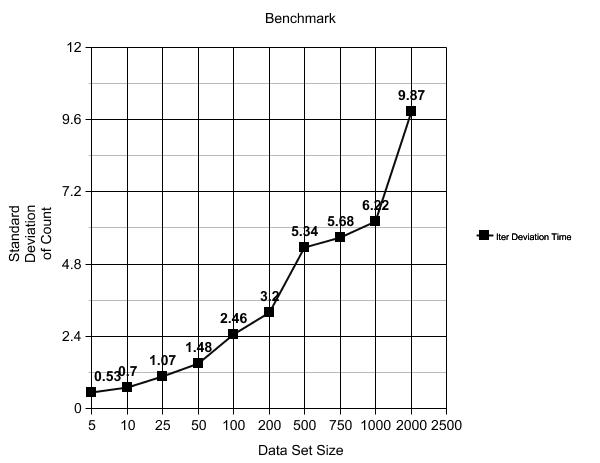 Benchmark
12
9.87
9.6
7.2
6.22
5.68
5.34
Standard
Deviation
of Count
Iter Deviation Time
4.8
3.2
2.46
2.4
1.48
1.07
0.7
0.53
0
5 10 25 50 100 200 500 750 1000 2000 2500
Data Set Size